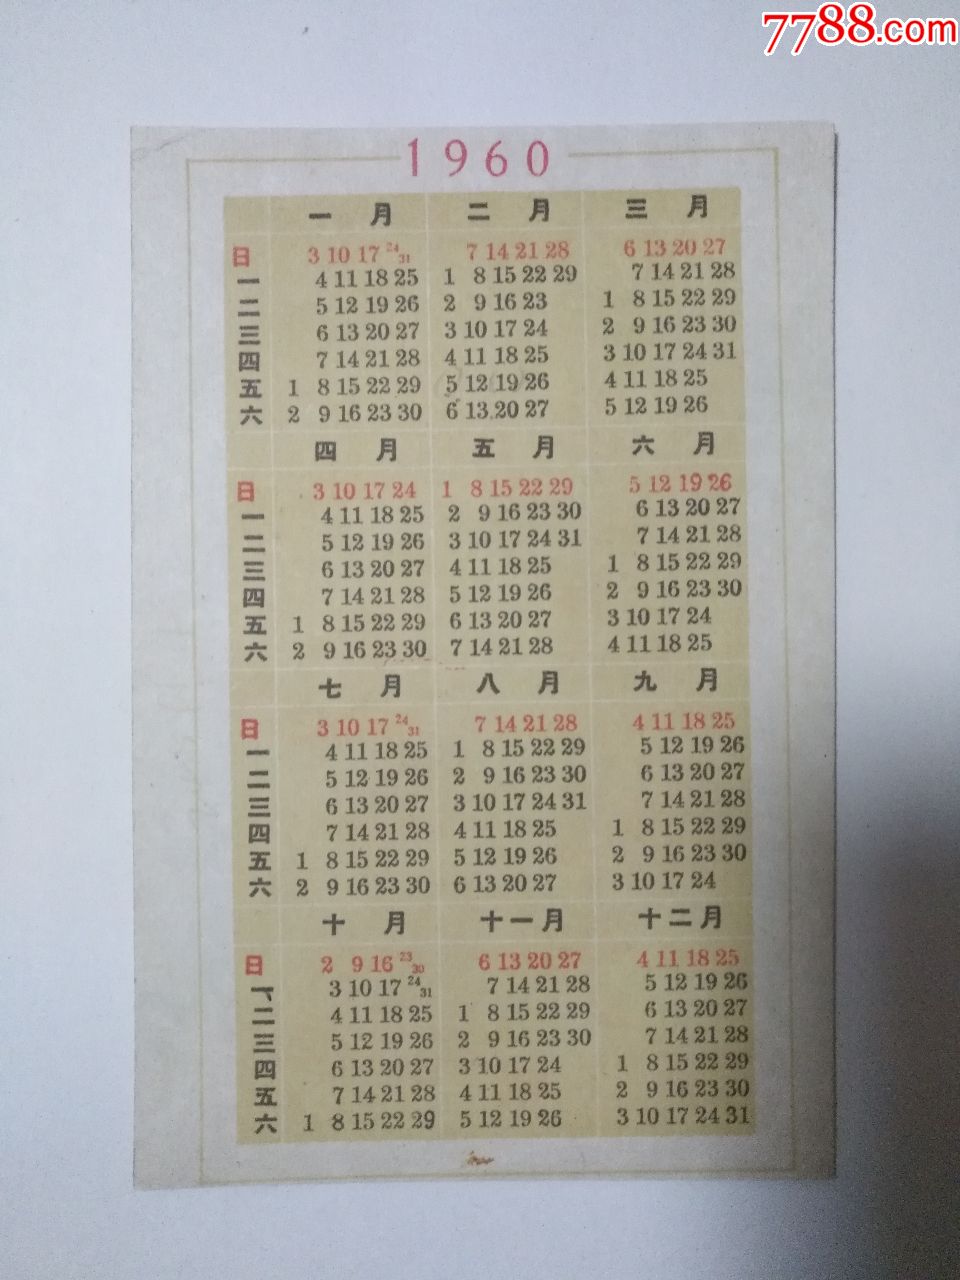 7788.com
1960
一 月 二 月 三 月
日 3 10 17 24 31 7 14 21 28 6 13 20 27
一 4 11 18 25 1 8 15 22 29 7 14 21 28
二 5 12 19 26 2 9 16 23 1 8 15 22 29
三 6 13 20 27 3 10 17 24 2 9 16 23 30
四 7 14 21 28 4 11 18 25 3 10 17 24 31
五 1 8 15 22 29 5 12 19 26 4 11 18 25
六 2 9 16 23 30 6 13 20 27 5 12 19 26
四 月 五 月 六 月
日 3 10 17 24 1 8 15 22 29 5 12 19 26
一 4 11 18 25 2 9 16 23 30 6 13 20 27
二 5 12 19 26 3 10 17 24 31 7 14 21 28
三 6 13 20 27 4 11 18 25 1 8 15 22 29
四 7 14 21 28 5 12 19 26 2 9 16 23 30
五 1 8 15 22 29 6 13 20 27 3 10 17 24
六 2 9 16 23 30 7 14 21 28 4 11 18 25
七 月 八 月 九 月
日 3 10 17 24 31 7 14 21 28 4 11 18 25
一 4 11 18 25 1 8 15 22 29 5 12 19 26
二 5 12 19 26 2 9 16 23 30 6 13 20 27
三 6 13 20 27 3 10 17 24 31 7 14 21 28
四 7 14 21 28 4 11 18 25 1 8 15 22 29
五 1 8 15 22 29 5 12 19 26 2 9 16 23 30
六 2 9 16 23 30 6 13 20 27 3 10 17 24
十 月 十一月 十二月
日 2 9 16 23 30 6 13 20 27 4 11 18 25
一 3 10 17 24 31 7 14 21 28 5 12 19 26
二 4 11 18 25 1 8 15 22 29 6 13 20 27
三 5 12 19 26 2 9 16 23 30 7 14 21 28
四 6 13 20 27 3 10 17 24 1 8 15 22 29
五 7 14 21 28 4 11 18 25 2 9 16 23 30
六 1 8 15 22 29 5 12 19 26 3 10 17 24 31